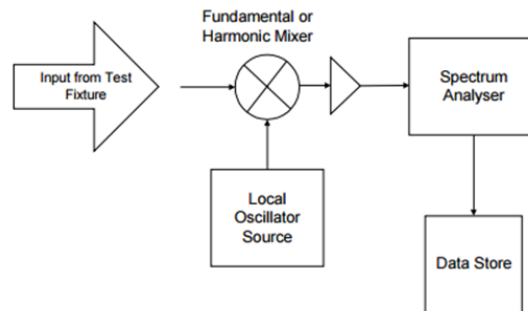 Fundamental or
Harmonic Mixer
Input from Test
Fixture
Spectrum
Analyser
Local
Oscillator
Source
Data Store